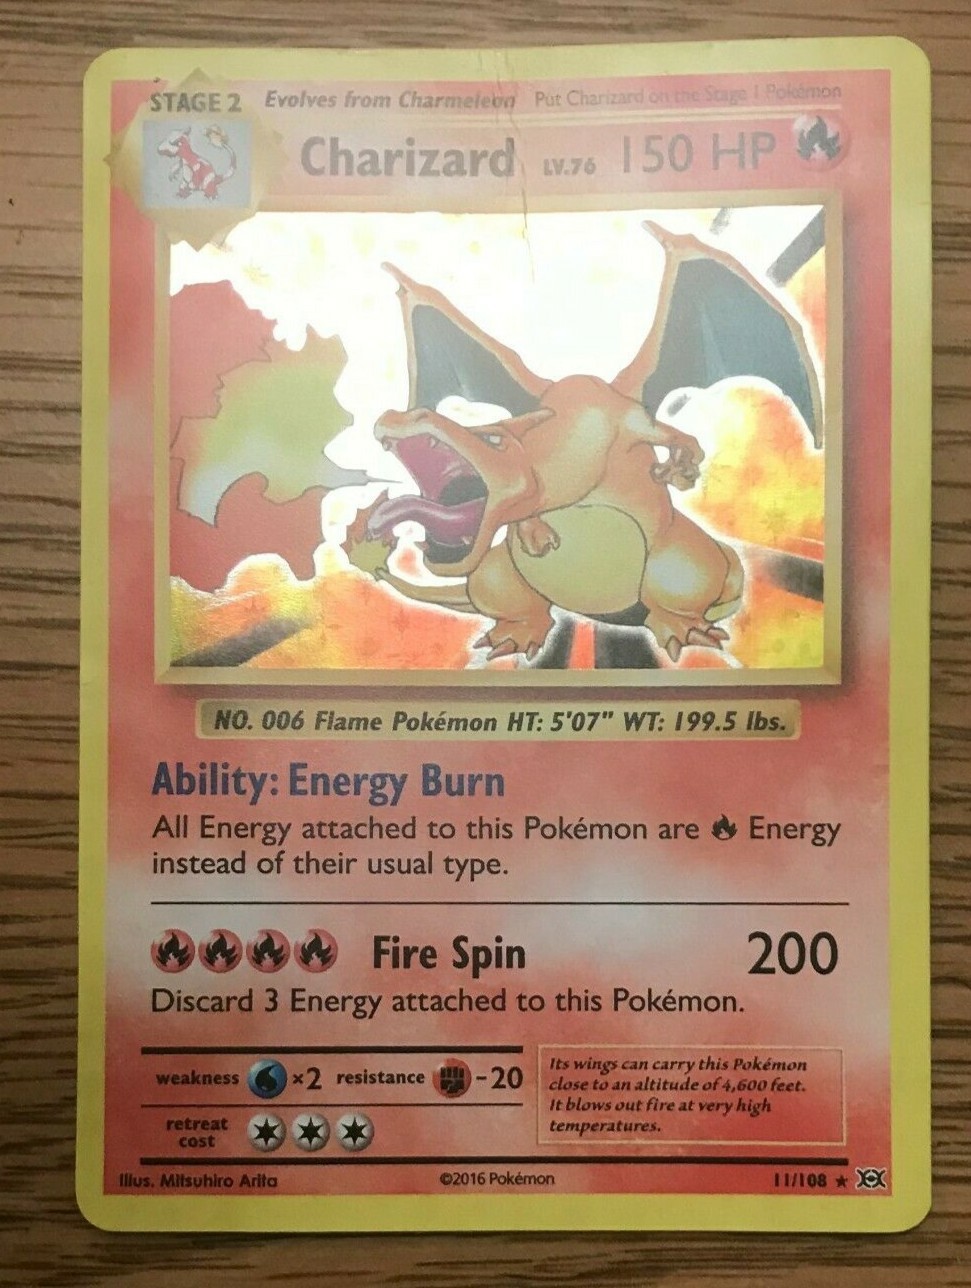 STAGE 2 Evolves from Charmeleon Put Charizard on the Stage 1 Pokémon
Charizard LV.76 150 HP
NO. 006 Flame Pokémon HT: 5'07" WT: 199.5 lbs.
Ability: Energy Burn
All Energy attached to this Pokémon are Energy
instead of their usual type.
Fire Spin 200
Discard 3 Energy attached to this Pokémon.
weakness ×2 resistance -20
retreat
cost
Its wings can carry this Pokémon
close to an altitude of 4,600 feet.
It blows out fire at very high
temperatures.
Illus. Mitsuhiro Arita ©2016 Pokémon 11/108 ★